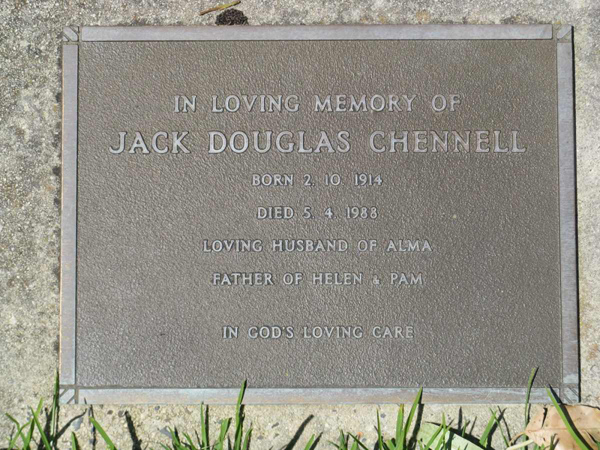 IN LOVING MEMORY OF
JACK DOUGLAS CHENNELL
BORN 2. 10. 1914
DIED 5. 4. 1988
LOVING HUSBAND OF ALMA
FATHER OF HELEN & PAM
IN GOD'S LOVING CARE